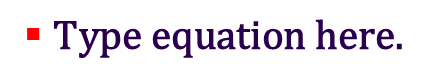 ▪ Type equation here.